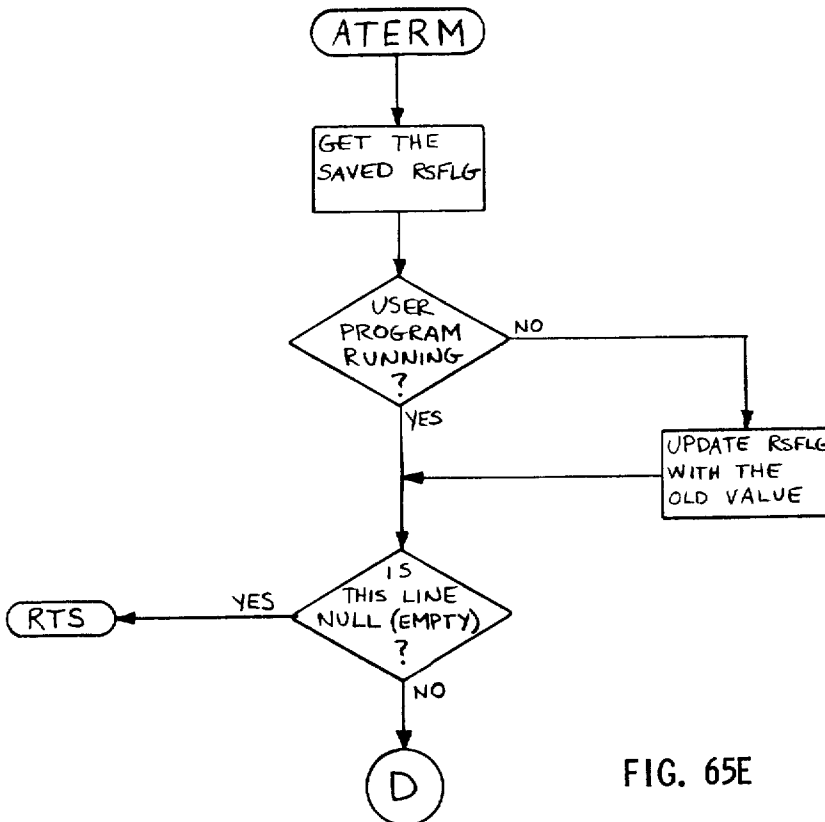 ATERM
GET THE
SAVED RSFLG
USER
PROGRAM
RUNNING
?
NO
YES
UPDATE RSFLG
WITH THE
OLD VALUE
IS
THIS LINE
NULL (EMPTY)
?
YES
RTS
NO
D
FIG. 65E